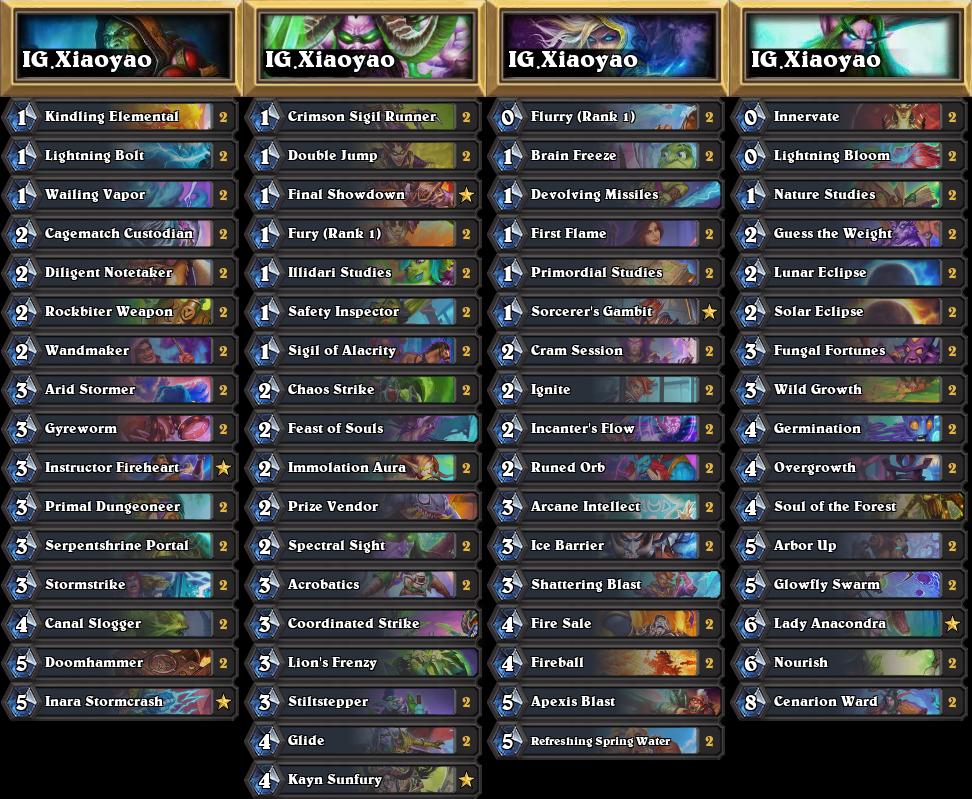 IG.Xiaoyao
1 Kindling Elemental 2
1 Lightning Bolt 2
1 Wailing Vapor 2
2 Cagematch Custodian 2
2 Diligent Notetaker 2
2 Rockbiter Weapon 2
2 Wandmaker 2
3 Arid Stormer 2
3 Gyreworm 2
3 Instructor Fireheart
3 Primal Dungeoneer 2
3 Serpentshrine Portal 2
3 Stormstrike 2
4 Canal Slogger 2
5 Doomhammer 2
5 Inara Stormcrash
IG.Xiaoyao
1 Crimson Sigil Runner 2
1 Double Jump 2
1 Final Showdown
1 Fury (Rank 1) 2
1 Illidari Studies 2
1 Safety Inspector 2
1 Sigil of Alacrity 2
2 Chaos Strike 2
2 Feast of Souls
2 Immolation Aura 2
2 Prize Vendor
2 Spectral Sight 2
3 Acrobatics 2
3 Coordinated Strike
3 Lion's Frenzy
3 Stiltstepper 2
4 Glide 2
4 Kayn Sunfury
IG.Xiaoyao
0 Flurry (Rank 1) 2
1 Brain Freeze 2
1 Devolving Missiles
1 First Flame 2
1 Primordial Studies 2
1 Sorcerer's Gambit
2 Cram Session 2
2 Ignite 2
2 Incanter's Flow 2
2 Runed Orb 2
3 Arcane Intellect 2
3 Ice Barrier 2
3 Shattering Blast
4 Fire Sale 2
4 Fireball 2
5 Apexis Blast
5 Refreshing Spring Water 2
IG.Xiaoyao
0 Innervate 2
0 Lightning Bloom 2
1 Nature Studies 2
2 Guess the Weight 2
2 Lunar Eclipse 2
2 Solar Eclipse 2
3 Fungal Fortunes 2
3 Wild Growth 2
4 Germination 2
4 Overgrowth 2
4 Soul of the Forest
5 Arbor Up 2
5 Glowfly Swarm 2
6 Lady Anacondra
6 Nourish 2
8 Cenarion Ward 2